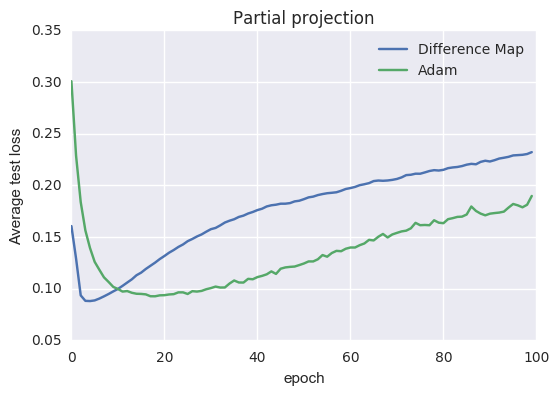 Partial projection
0.35
0.30
0.25
0.20
0.15
0.10
0.05
Average test loss
Difference Map
Adam
0 20 40 60 80 100
epoch